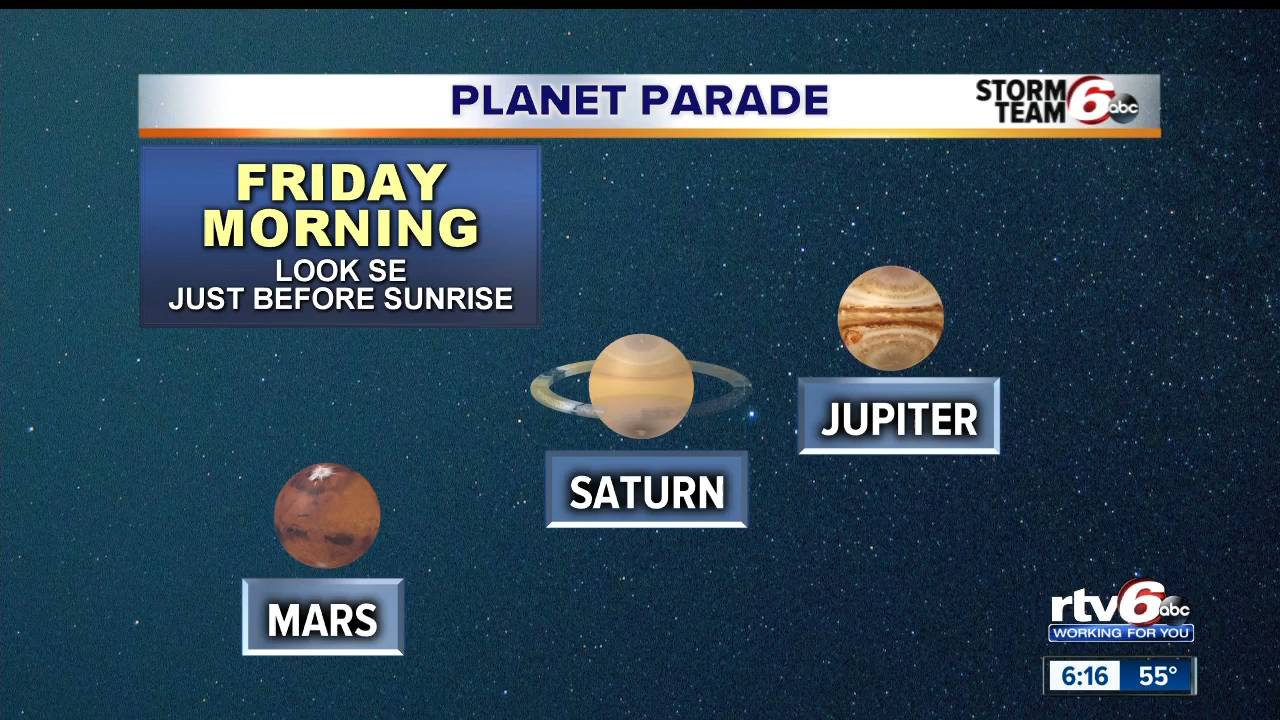 PLANET PARADE
STORM
TEAM 6 abc
FRIDAY
MORNING
LOOK SE
JUST BEFORE SUNRISE
JUPITER
SATURN
MARS
rtv6 abc
WORKING FOR YOU
6:16 55°